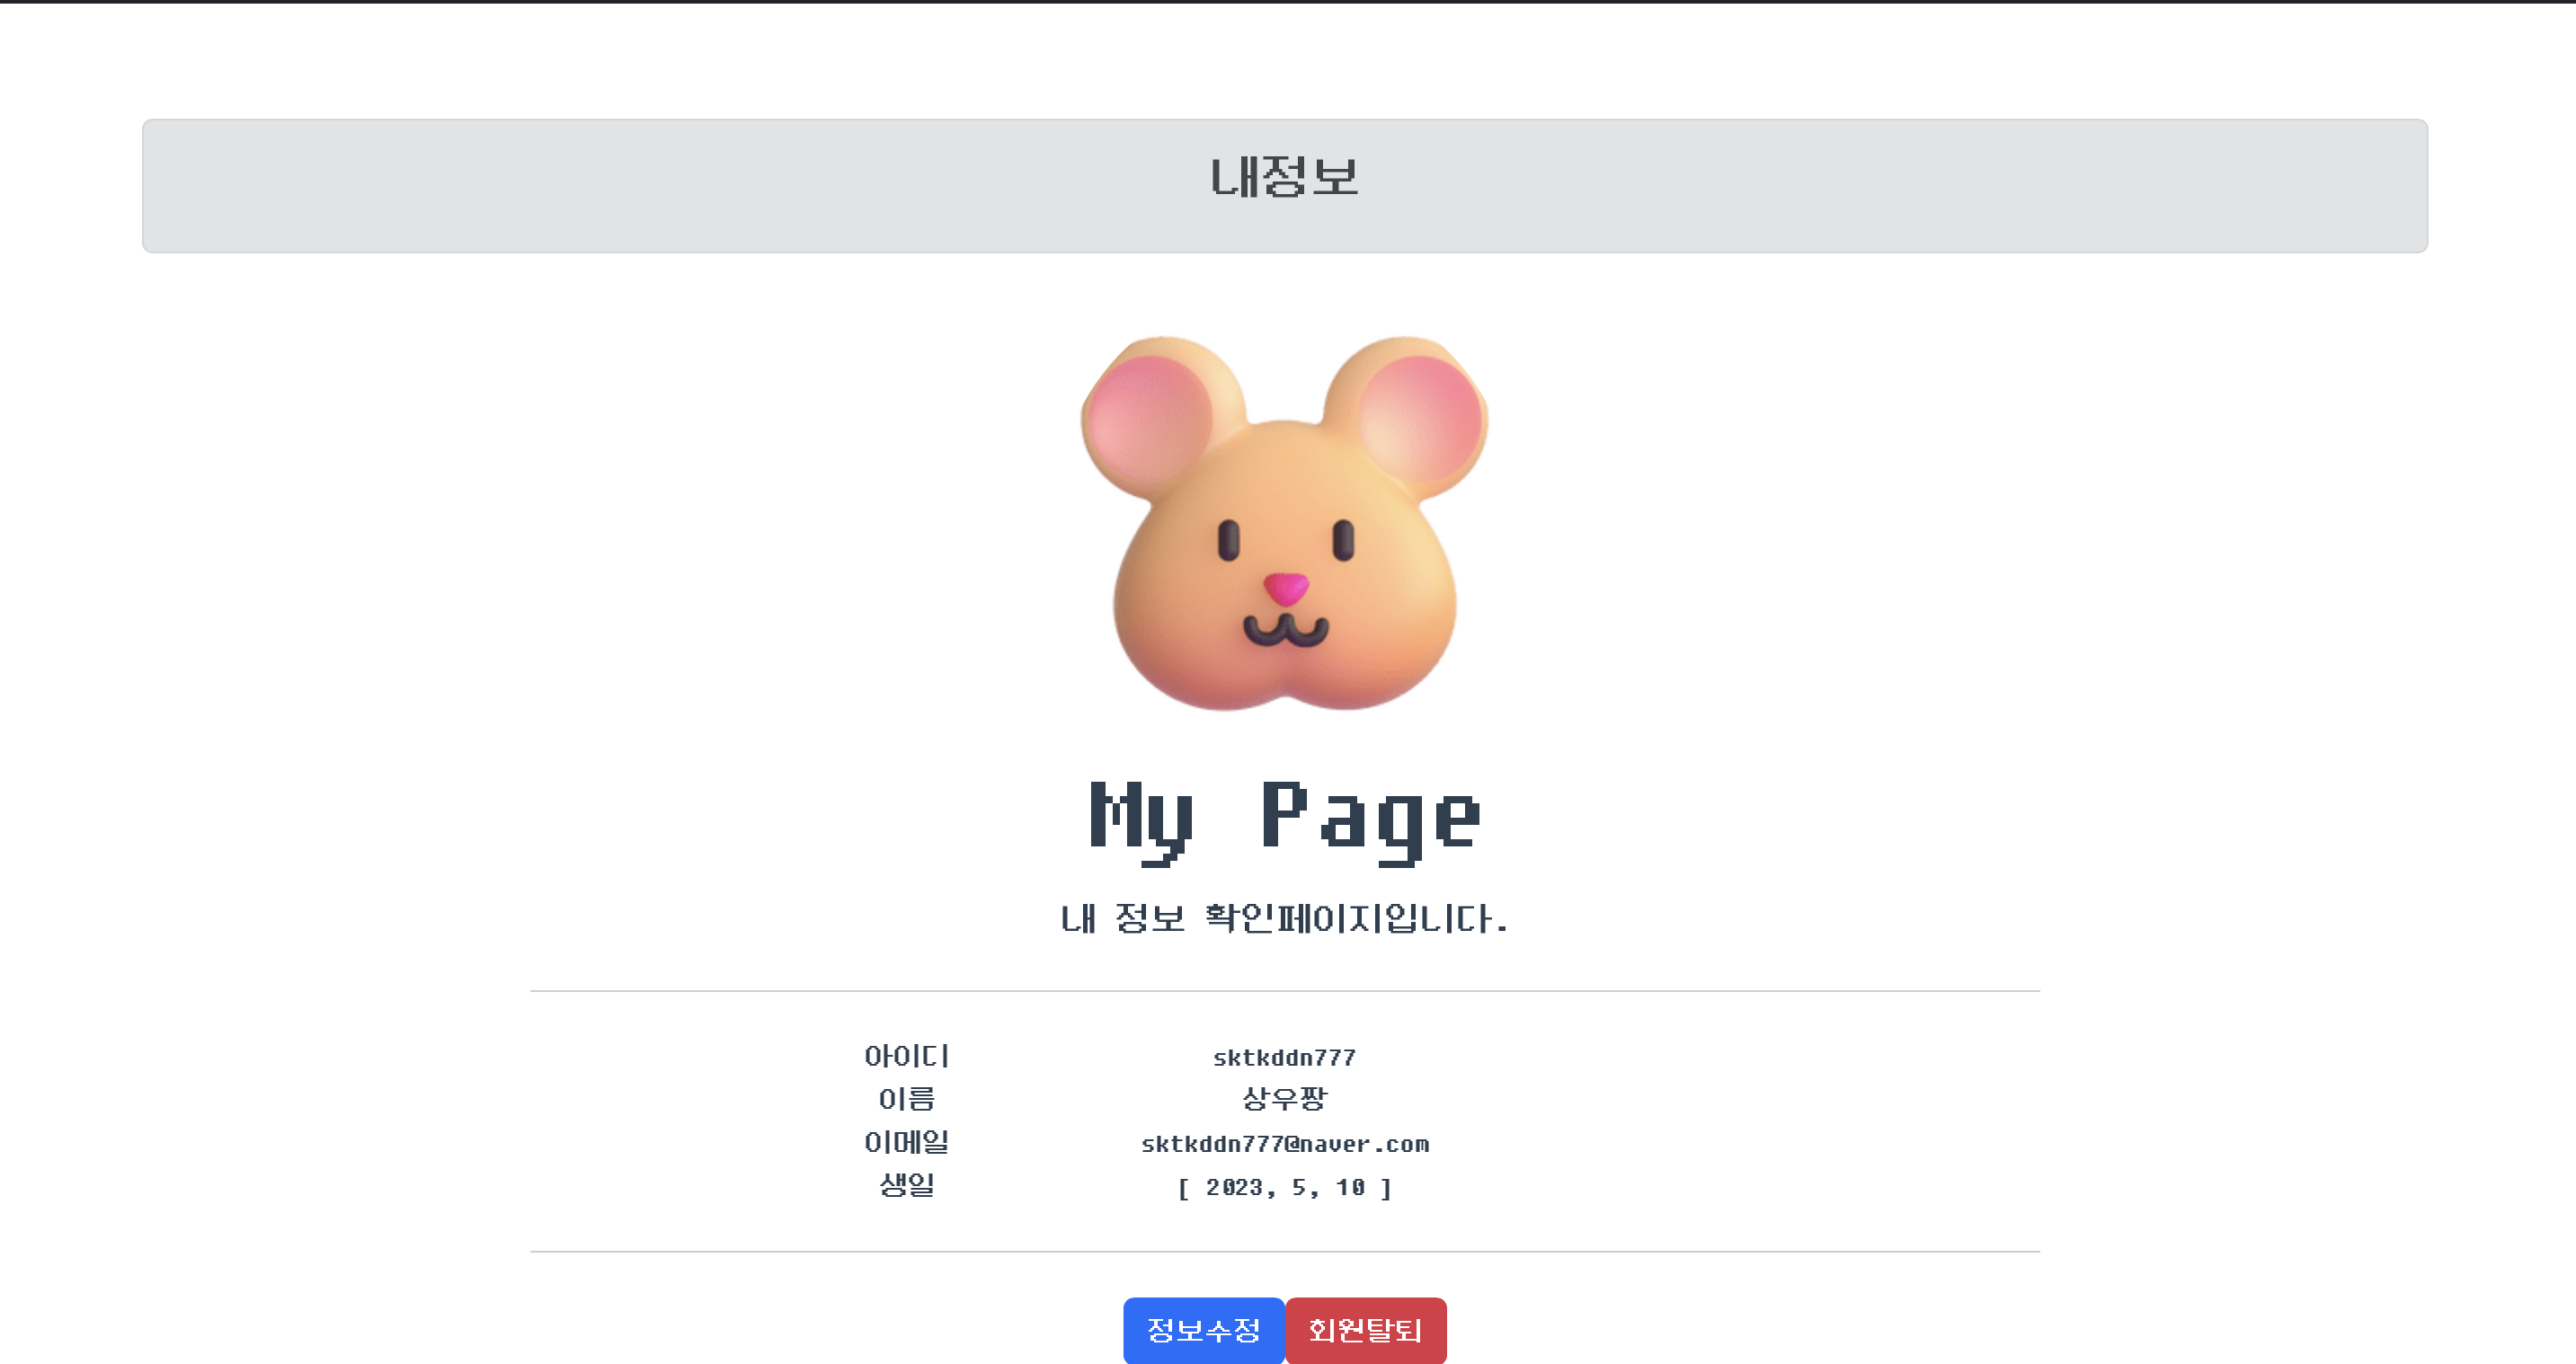 내정보
My Page
내 정보 확인페이지입니다.
아이디 sktkddn777
이름 상우짱
이메일 sktkddn777@naver.com
생일 [ 2023, 5, 10 ]
정보수정 회원탈퇴